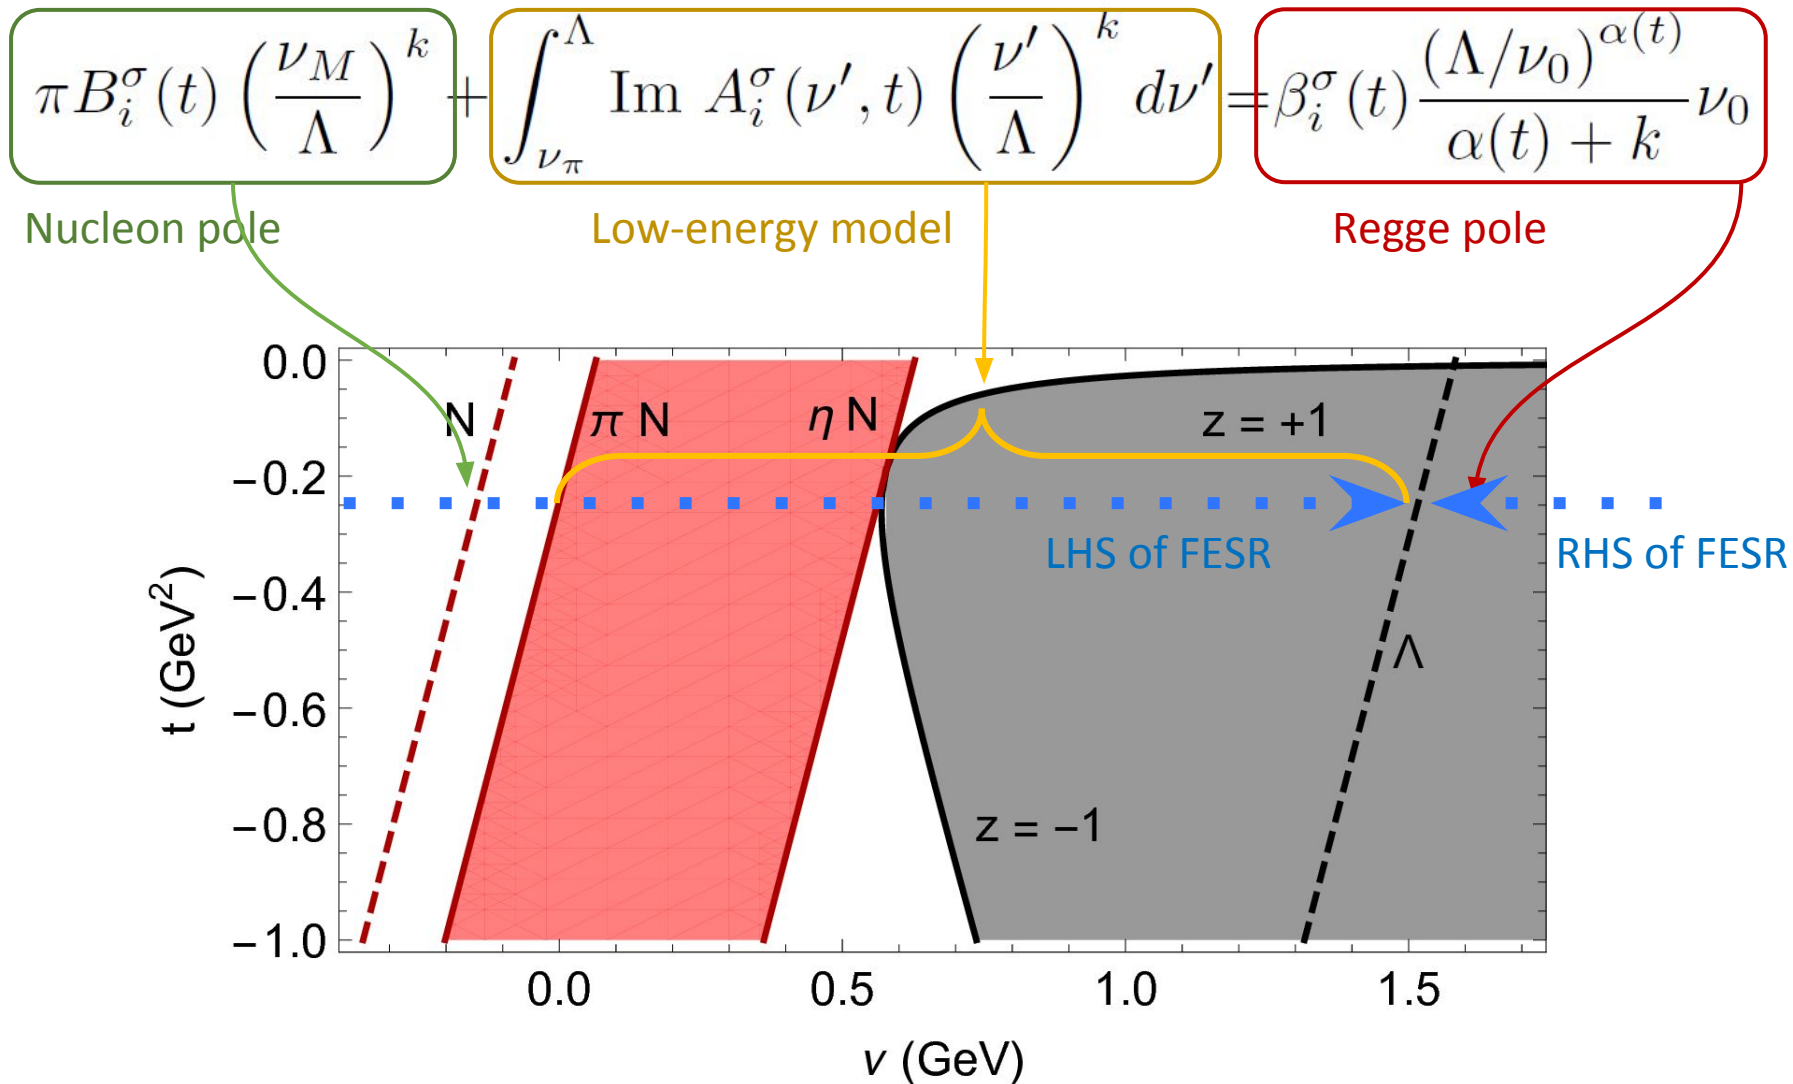 πB_i^σ(t) (ν_M/Λ)^k + ∫_{ν_π}^Λ Im A_i^σ(ν′, t) (ν′/Λ)^k dν′ = β_i^σ(t) (Λ/ν_0)^{α(t)}/(α(t) + k) ν_0
Nucleon pole
Low-energy model
Regge pole
0.0
N
π N
η N
z = +1
−0.2
LHS of FESR
RHS of FESR
−0.4
t (GeV²)
Λ
−0.6
−0.8
z = −1
−1.0
0.0
0.5
1.0
1.5
ν (GeV)